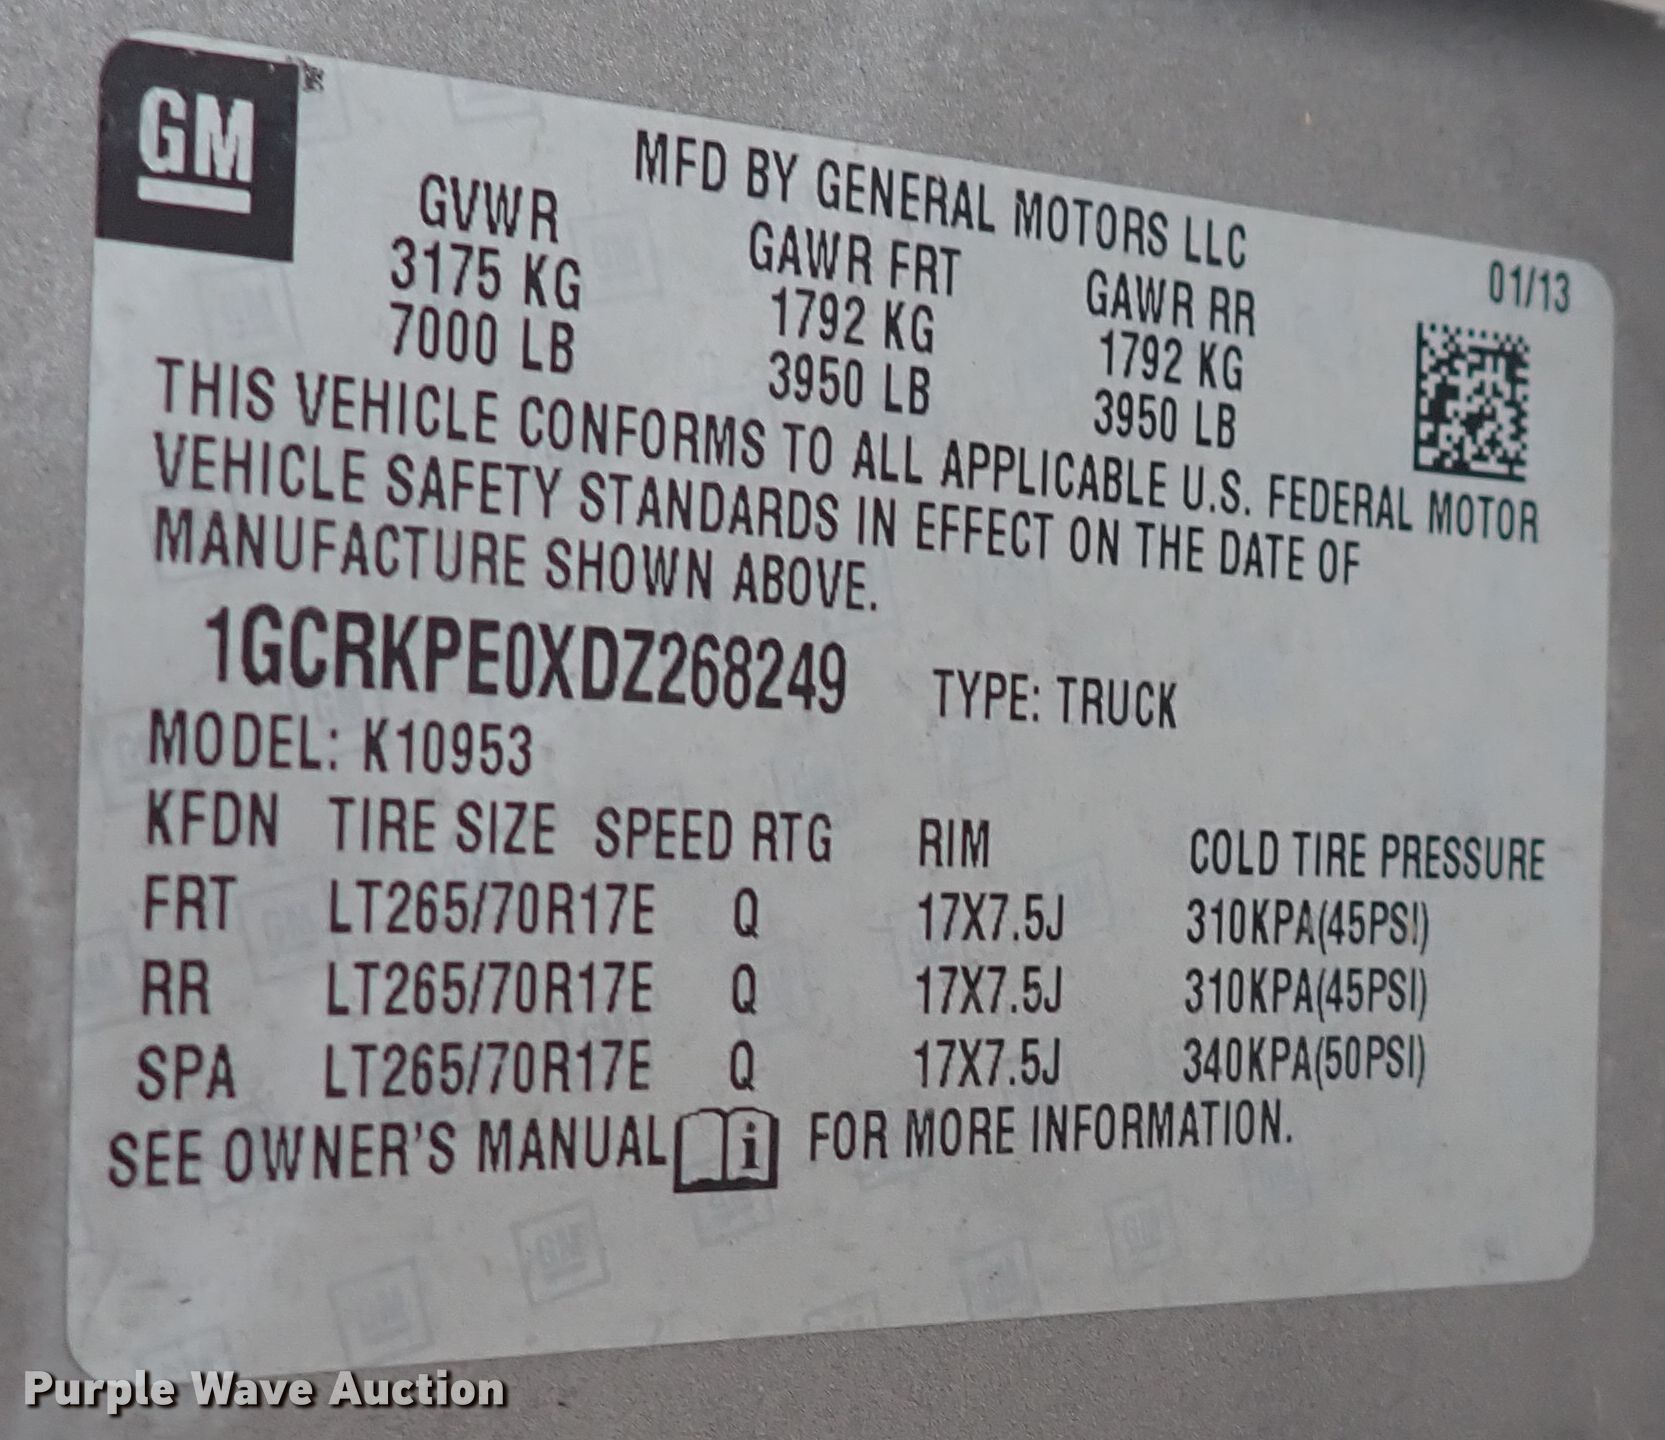 GM
MFD BY GENERAL MOTORS LLC
GVWR GAWR FRT GAWR RR 01/13
3175 KG 1792 KG 1792 KG
7000 LB 3950 LB 3950 LB
THIS VEHICLE CONFORMS TO ALL APPLICABLE U.S. FEDERAL MOTOR
VEHICLE SAFETY STANDARDS IN EFFECT ON THE DATE OF
MANUFACTURE SHOWN ABOVE.
1GCRKPE0XDZ268249 TYPE: TRUCK
MODEL: K10953
KFDN TIRE SIZE SPEED RTG RIM COLD TIRE PRESSURE
FRT LT265/70R17E Q 17X7.5J 310KPA(45PSI)
RR LT265/70R17E Q 17X7.5J 310KPA(45PSI)
SPA LT265/70R17E Q 17X7.5J 340KPA(50PSI)
SEE OWNER'S MANUAL i FOR MORE INFORMATION.
Purple Wave Auction